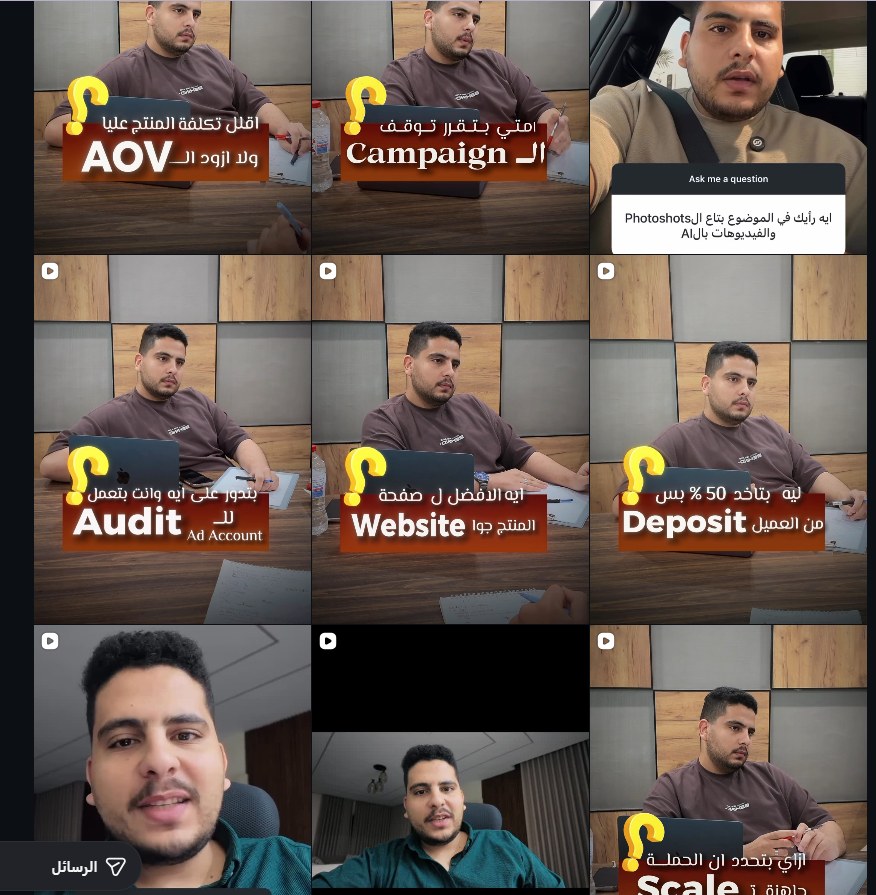 اقلل تكلفة المنتج عليا
ولا ازود الـ AOV
؟
امتي بتقرر توقف
الـ Campaign
؟
Ask me a question
ايه رأيك في الموضوع بتاع الPhotoshots
والفيديوهات بالAI
بتدور على ايه وانت بتعمل
Audit للـ
Ad Account
؟
ايه الافضل ل صفحة
المنتج جوا Website
؟
ليه بتاخد 50 % بس
من العميل Deposit
؟
ازاي بتحدد ان الحملة
جاهزة تـ Scale
؟
الرسائل